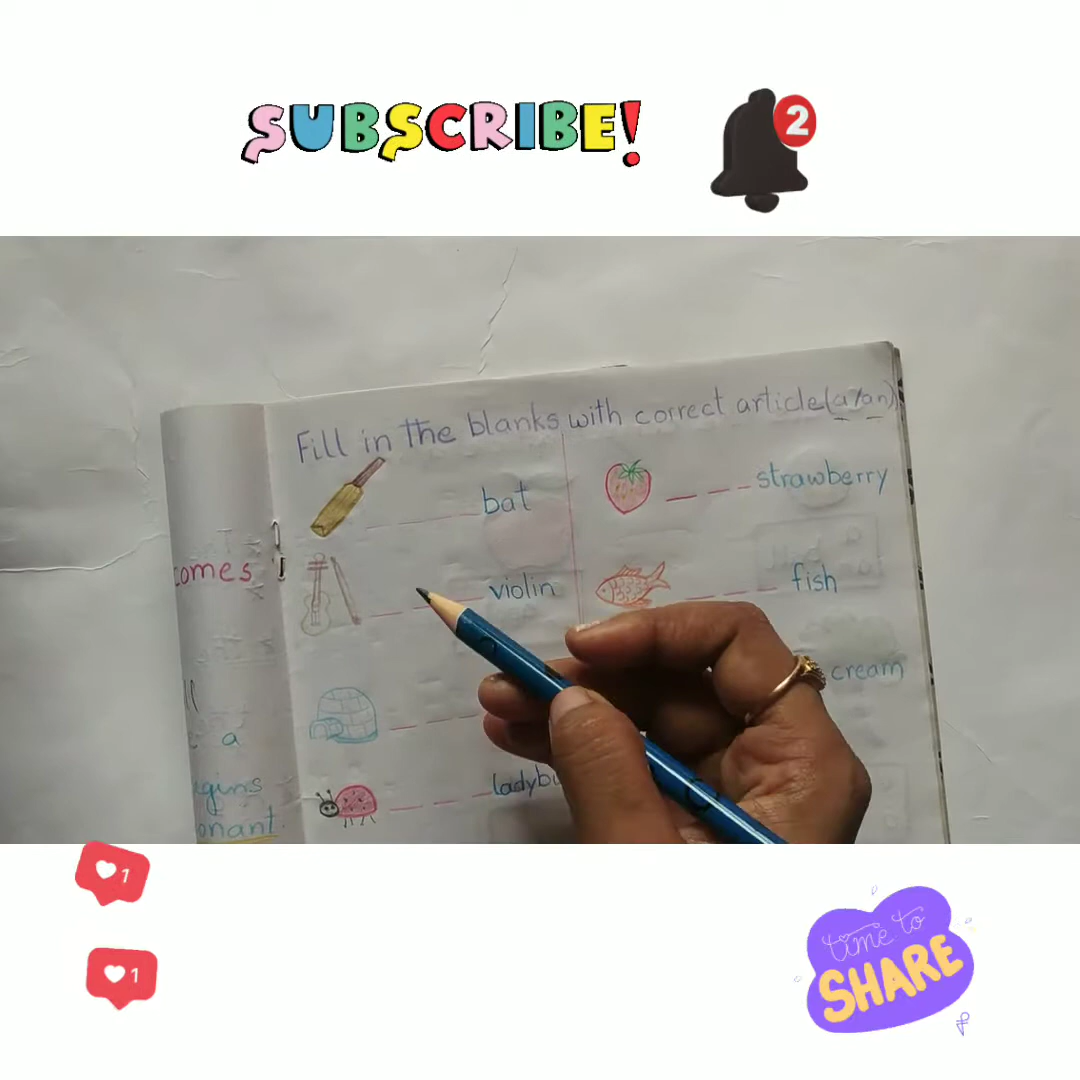 SUBSCRIBE!
2
Fill in the blanks with correct article (a/an)
bat
strawberry
violin
fish
cream
comes
a
onant.
1
1
time to
SHARE